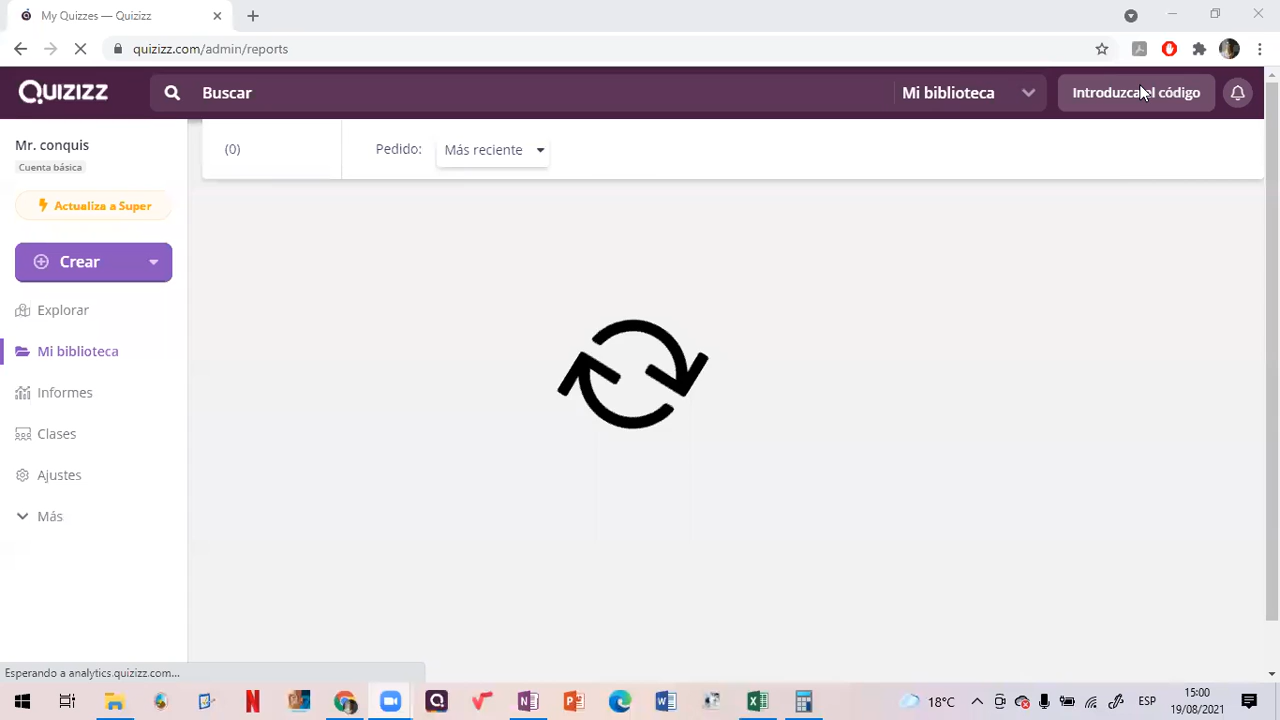 My Quizzes — Quizizz
quizizz.com/admin/reports
Quizizz
Buscar
Mi biblioteca
Introduzca el código
Mr. conquis
Cuenta básica
(0)
Pedido:
Más reciente
Actualiza a Super
Crear
Explorar
Mi biblioteca
Informes
Clases
Ajustes
Más
Esperando a analytics.quizizz.com...
18°C
ESP
15:00
19/08/2021